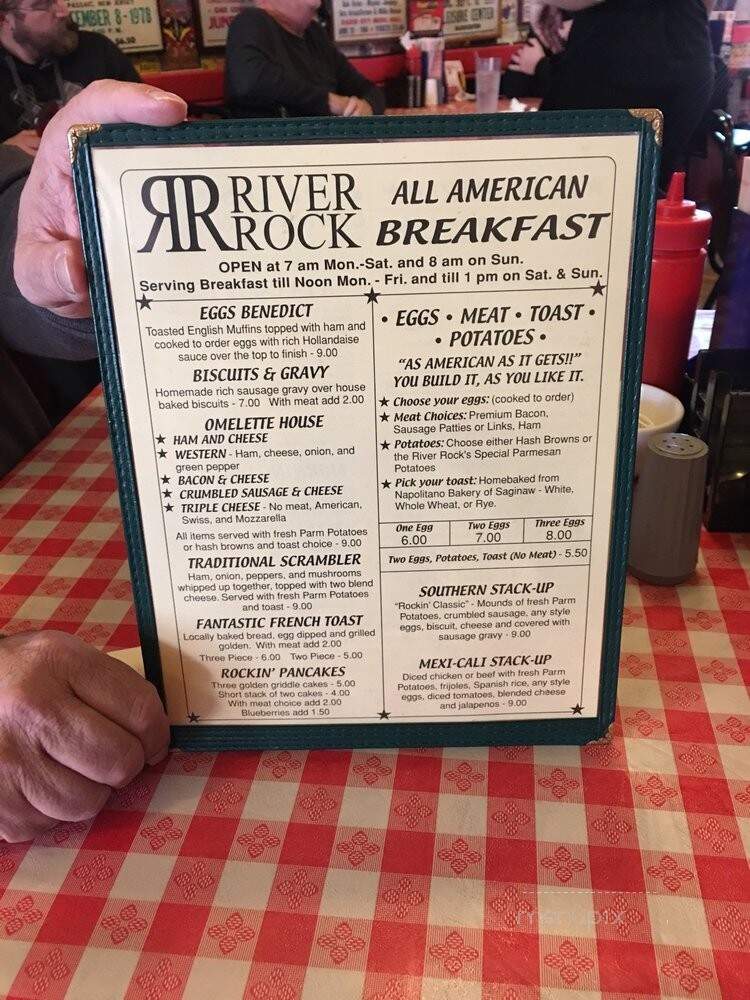 PASSAIC, NEW JERSEY
EMBER 8-1978
RIVER
ROCK
ALL AMERICAN
BREAKFAST
OPEN at 7 am Mon.-Sat. and 8 am on Sun.
Serving Breakfast till Noon Mon. - Fri. and till 1 pm on Sat. & Sun.
EGGS BENEDICT
Toasted English Muffins topped with ham and
cooked to order eggs with rich Hollandaise
sauce over the top to finish - 9.00
BISCUITS & GRAVY
Homemade rich sausage gravy over house
baked biscuits - 7.00 With meat add 2.00
OMELETTE HOUSE
★ HAM AND CHEESE
★ WESTERN - Ham, cheese, onion, and
green pepper
★ BACON & CHEESE
★ CRUMBLED SAUSAGE & CHEESE
★ TRIPLE CHEESE - No meat, American,
Swiss, and Mozzarella
All items served with fresh Parm Potatoes
or hash browns and toast choice - 9.00
TRADITIONAL SCRAMBLER
Ham, onion, peppers, and mushrooms
whipped up together, topped with two blend
cheese. Served with fresh Parm Potatoes
and toast - 9.00
FANTASTIC FRENCH TOAST
Locally baked bread, egg dipped and grilled
golden. With meat add 2.00
Three Piece - 6.00 Two Piece - 5.00
ROCKIN' PANCAKES
Three golden griddle cakes - 5.00
Short stack of two cakes - 4.00
With meat choice add 2.00
Blueberries add 1.50
• EGGS • MEAT • TOAST •
• POTATOES •
"AS AMERICAN AS IT GETS!!"
YOU BUILD IT, AS YOU LIKE IT.
★ Choose your eggs: (cooked to order)
★ Meat Choices: Premium Bacon,
Sausage Patties or Links, Ham
★ Potatoes: Choose either Hash Browns or
the River Rock's Special Parmesan
Potatoes
★ Pick your toast: Homebaked from
Napolitano Bakery of Saginaw - White,
Whole Wheat, or Rye.
One Egg Two Eggs Three Eggs
6.00 7.00 8.00
Two Eggs, Potatoes, Toast (No Meat) - 5.50
SOUTHERN STACK-UP
"Rockin' Classic" - Mounds of fresh Parm
Potatoes, crumbled sausage, any style
eggs, biscuit, cheese and covered with
sausage gravy - 9.00
MEXI-CALI STACK-UP
Diced chicken or beef with fresh Parm
Potatoes, frijoles, Spanish rice, any style
eggs, diced tomatoes, blended cheese
and jalapenos - 9.00